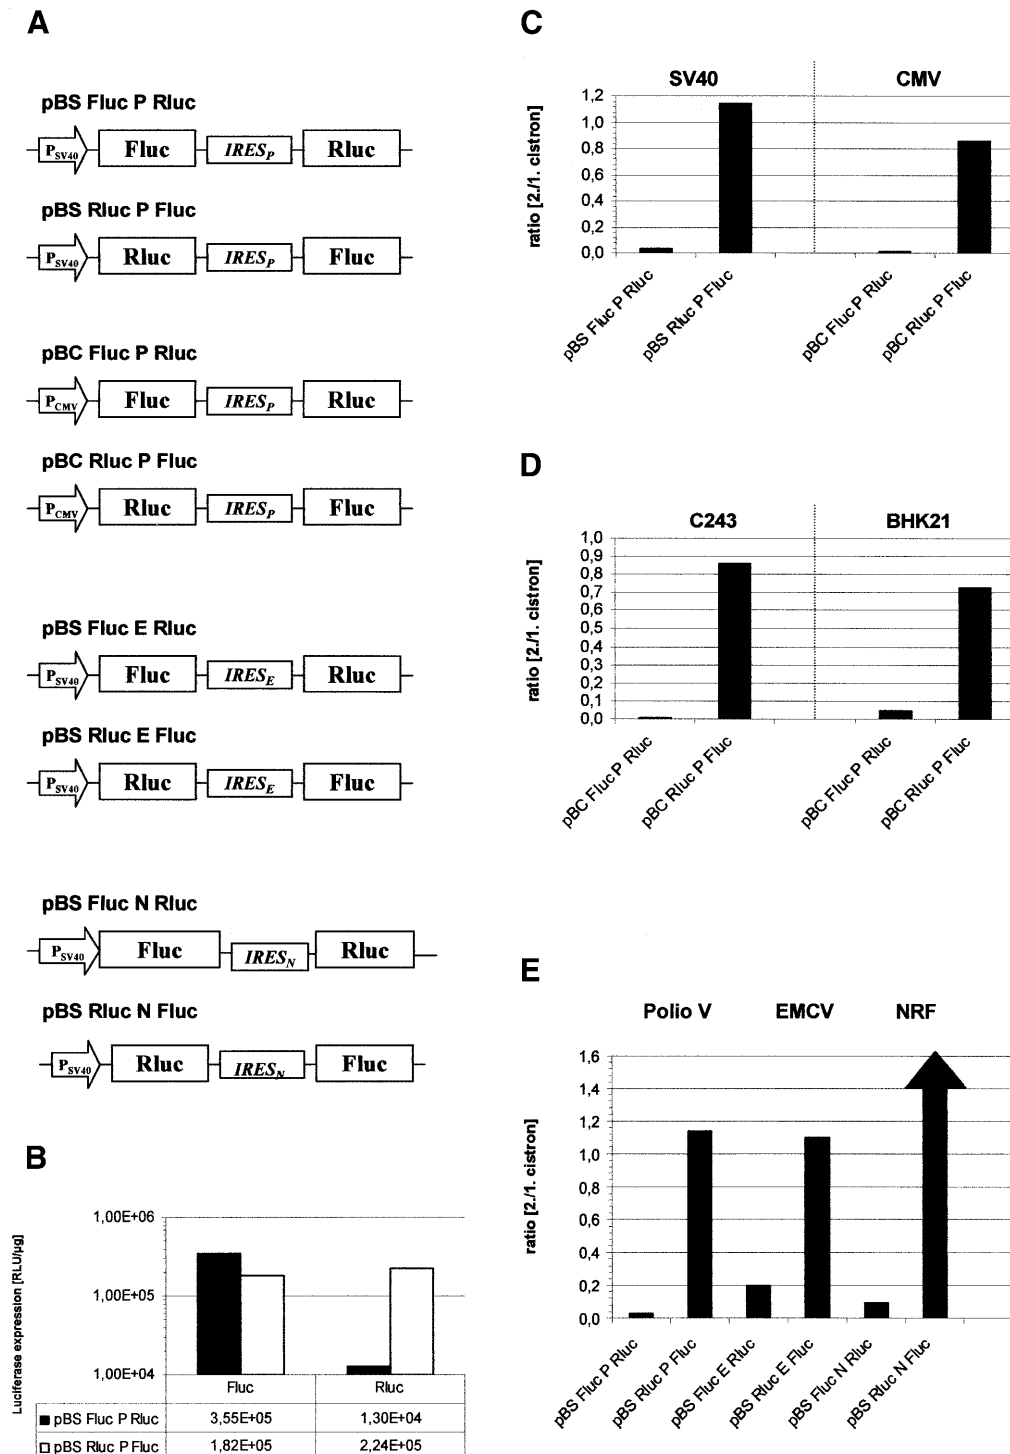 A
pBS Fluc P Rluc
PSV40 Fluc IRESP Rluc
pBS Rluc P Fluc
PSV40 Rluc IRESP Fluc
pBC Fluc P Rluc
PCMV Fluc IRESP Rluc
pBC Rluc P Fluc
PCMV Rluc IRESP Fluc
pBS Fluc E Rluc
PSV40 Fluc IRESE Rluc
pBS Rluc E Fluc
PSV40 Rluc IRESE Fluc
pBS Fluc N Rluc
PSV40 Fluc IRESN Rluc
pBS Rluc N Fluc
PSV40 Rluc IRESN Fluc
B
Luciferase expression [RLU/µg]
1,00E+06
1,00E+05
1,00E+04
Fluc Rluc
pBS Fluc P Rluc 3,55E+05 1,30E+04
pBS Rluc P Fluc 1,82E+05 2,24E+05
C
SV40 CMV
ratio [2./1. cistron]
1,2
1,0
0,8
0,6
0,4
0,2
0,0
pBS Fluc P Rluc
pBS Rluc P Fluc
pBC Fluc P Rluc
pBC Rluc P Fluc
D
C243 BHK21
ratio [2./1. cistron]
1,0
0,9
0,8
0,7
0,6
0,5
0,4
0,3
0,2
0,1
0,0
pBC Fluc P Rluc
pBC Rluc P Fluc
pBC Fluc P Rluc
pBC Rluc P Fluc
E
Polio V EMCV NRF
ratio [2./1. cistron]
1,6
1,4
1,2
1,0
0,8
0,6
0,4
0,2
0,0
pBS Fluc P Rluc
pBS Rluc P Fluc
pBS Fluc E Rluc
pBS Rluc E Fluc
pBS Fluc N Rluc
pBS Rluc N Fluc